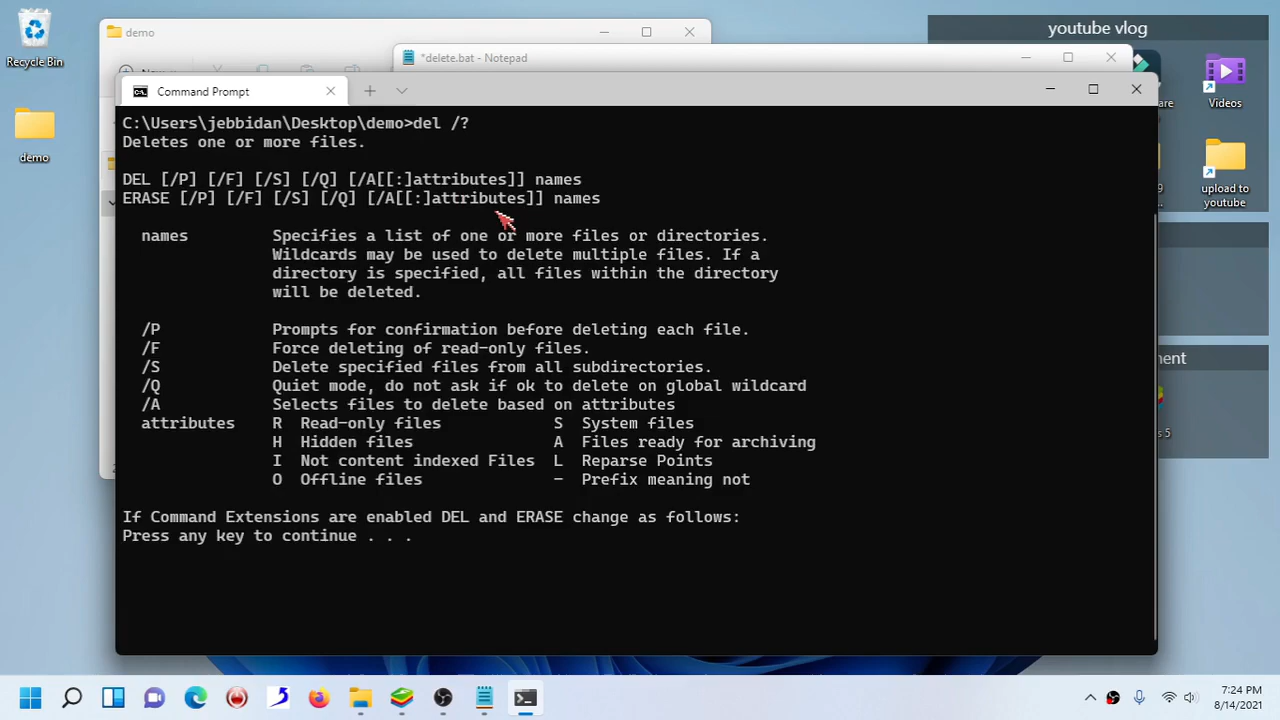 Recycle Bin
demo
demo
*delete.bat - Notepad
youtube vlog
Videos
upload to
youtube
Command Prompt
C:\Users\jebbidan\Desktop\demo>del /?
Deletes one or more files.
DEL [/P] [/F] [/S] [/Q] [/A[[:]attributes]] names
ERASE [/P] [/F] [/S] [/Q] [/A[[:]attributes]] names
names Specifies a list of one or more files or directories.
Wildcards may be used to delete multiple files. If a
directory is specified, all files within the directory
will be deleted.
/P Prompts for confirmation before deleting each file.
/F Force deleting of read-only files.
/S Delete specified files from all subdirectories.
/Q Quiet mode, do not ask if ok to delete on global wildcard
/A Selects files to delete based on attributes
attributes R Read-only files S System files
H Hidden files A Files ready for archiving
I Not content indexed Files L Reparse Points
O Offline files - Prefix meaning not
If Command Extensions are enabled DEL and ERASE change as follows:
Press any key to continue . . .
7:24 PM
8/14/2021